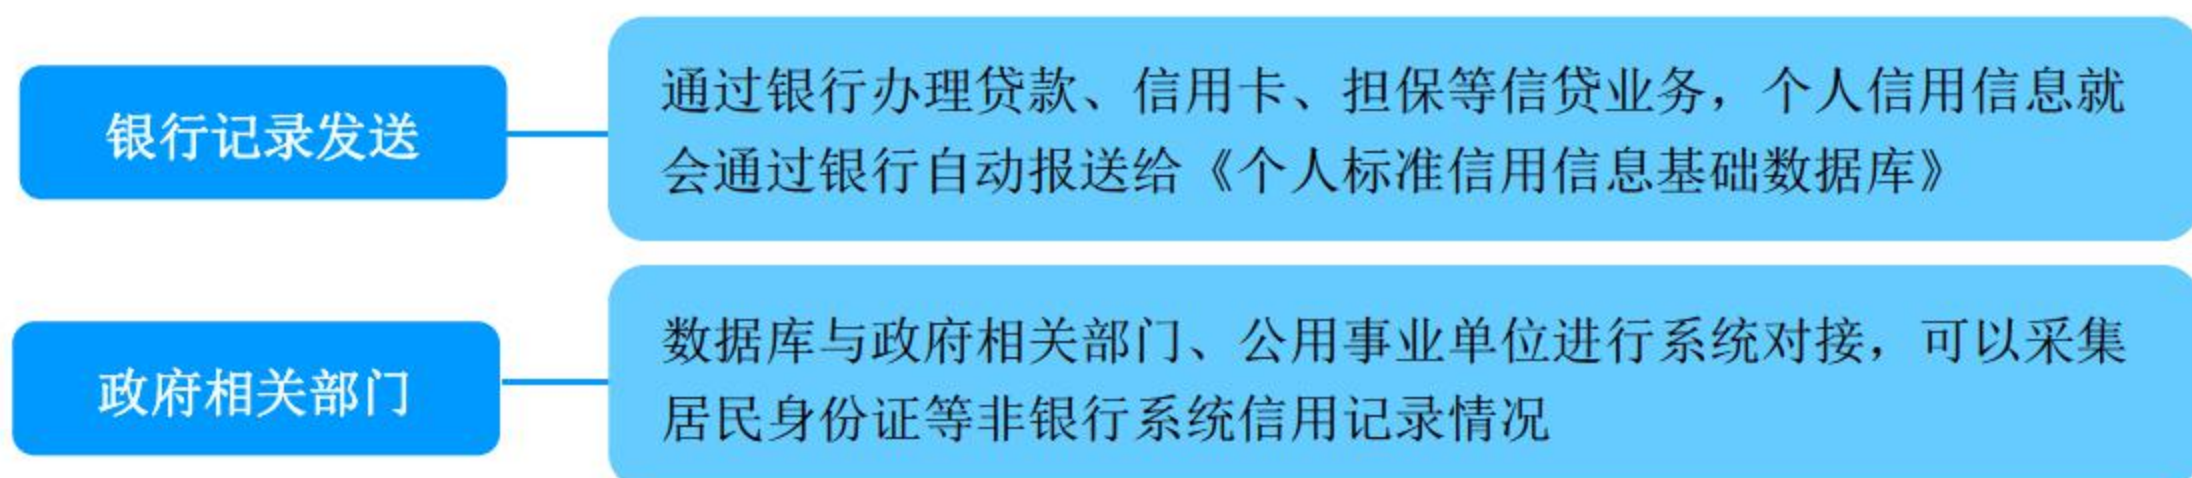 银行记录发送
通过银行办理贷款、信用卡、担保等信贷业务，个人信用信息就
会通过银行自动报送给《个人标准信用信息基础数据库》
政府相关部门
数据库与政府相关部门、公用事业单位进行系统对接，可以采集
居民身份证等非银行系统信用记录情况